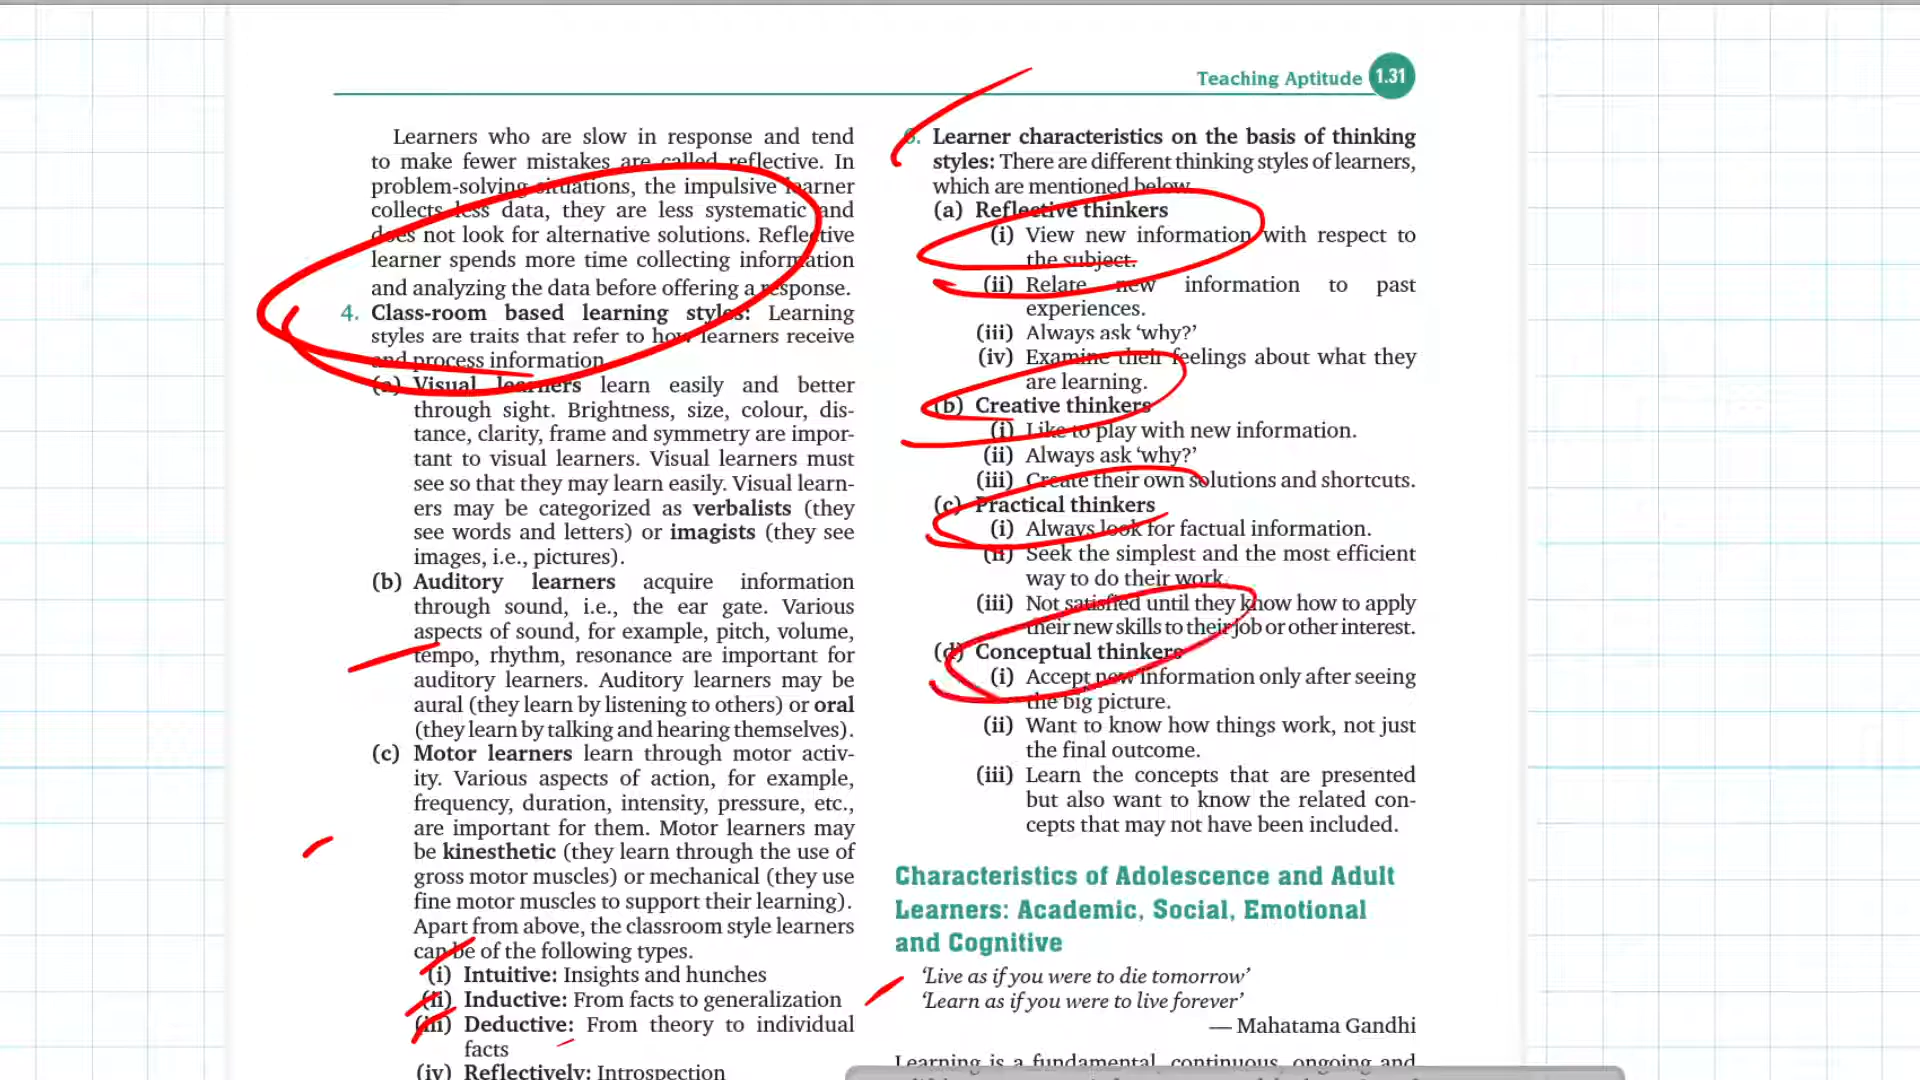 Teaching Aptitude 1.31
Learners who are slow in response and tend
to make fewer mistakes are called reflective. In
problem-solving situations, the impulsive learner
collects less data, they are less systematic and
does not look for alternative solutions. Reflective
learner spends more time collecting information
and analyzing the data before offering a response.
4. Class-room based learning styles: Learning
styles are traits that refer to how learners receive
and process information.
(a) Visual learners learn easily and better
through sight. Brightness, size, colour, dis-
tance, clarity, frame and symmetry are impor-
tant to visual learners. Visual learners must
see so that they may learn easily. Visual learn-
ers may be categorized as verbalists (they
see words and letters) or imagists (they see
images, i.e., pictures).
(b) Auditory learners acquire information
through sound, i.e., the ear gate. Various
aspects of sound, for example, pitch, volume,
tempo, rhythm, resonance are important for
auditory learners. Auditory learners may be
aural (they learn by listening to others) or oral
(they learn by talking and hearing themselves).
(c) Motor learners learn through motor activ-
ity. Various aspects of action, for example,
frequency, duration, intensity, pressure, etc.,
are important for them. Motor learners may
be kinesthetic (they learn through the use of
gross motor muscles) or mechanical (they use
fine motor muscles to support their learning).
Apart from above, the classroom style learners
can be of the following types.
(i) Intuitive: Insights and hunches
(ii) Inductive: From facts to generalization
(iii) Deductive: From theory to individual
facts
(iv) Reflectively: Introspection
Learner characteristics on the basis of thinking
styles: There are different thinking styles of learners,
which are mentioned below.
(a) Reflective thinkers
(i) View new information with respect to
the subject.
(ii) Relate new information to past
experiences.
(iii) Always ask ‘why?’
(iv) Examine their feelings about what they
are learning.
(b) Creative thinkers
(i) Like to play with new information.
(ii) Always ask ‘why?’
(iii) Create their own solutions and shortcuts.
(c) Practical thinkers
(i) Always look for factual information.
(ii) Seek the simplest and the most efficient
way to do their work.
(iii) Not satisfied until they know how to apply
their new skills to their job or other interest.
(d) Conceptual thinkers
(i) Accept new information only after seeing
the big picture.
(ii) Want to know how things work, not just
the final outcome.
(iii) Learn the concepts that are presented
but also want to know the related con-
cepts that may not have been included.
Characteristics of Adolescence and Adult
Learners: Academic, Social, Emotional
and Cognitive
‘Live as if you were to die tomorrow’
‘Learn as if you were to live forever’
— Mahatama Gandhi
Learning is a fundamental, continuous, ongoing and